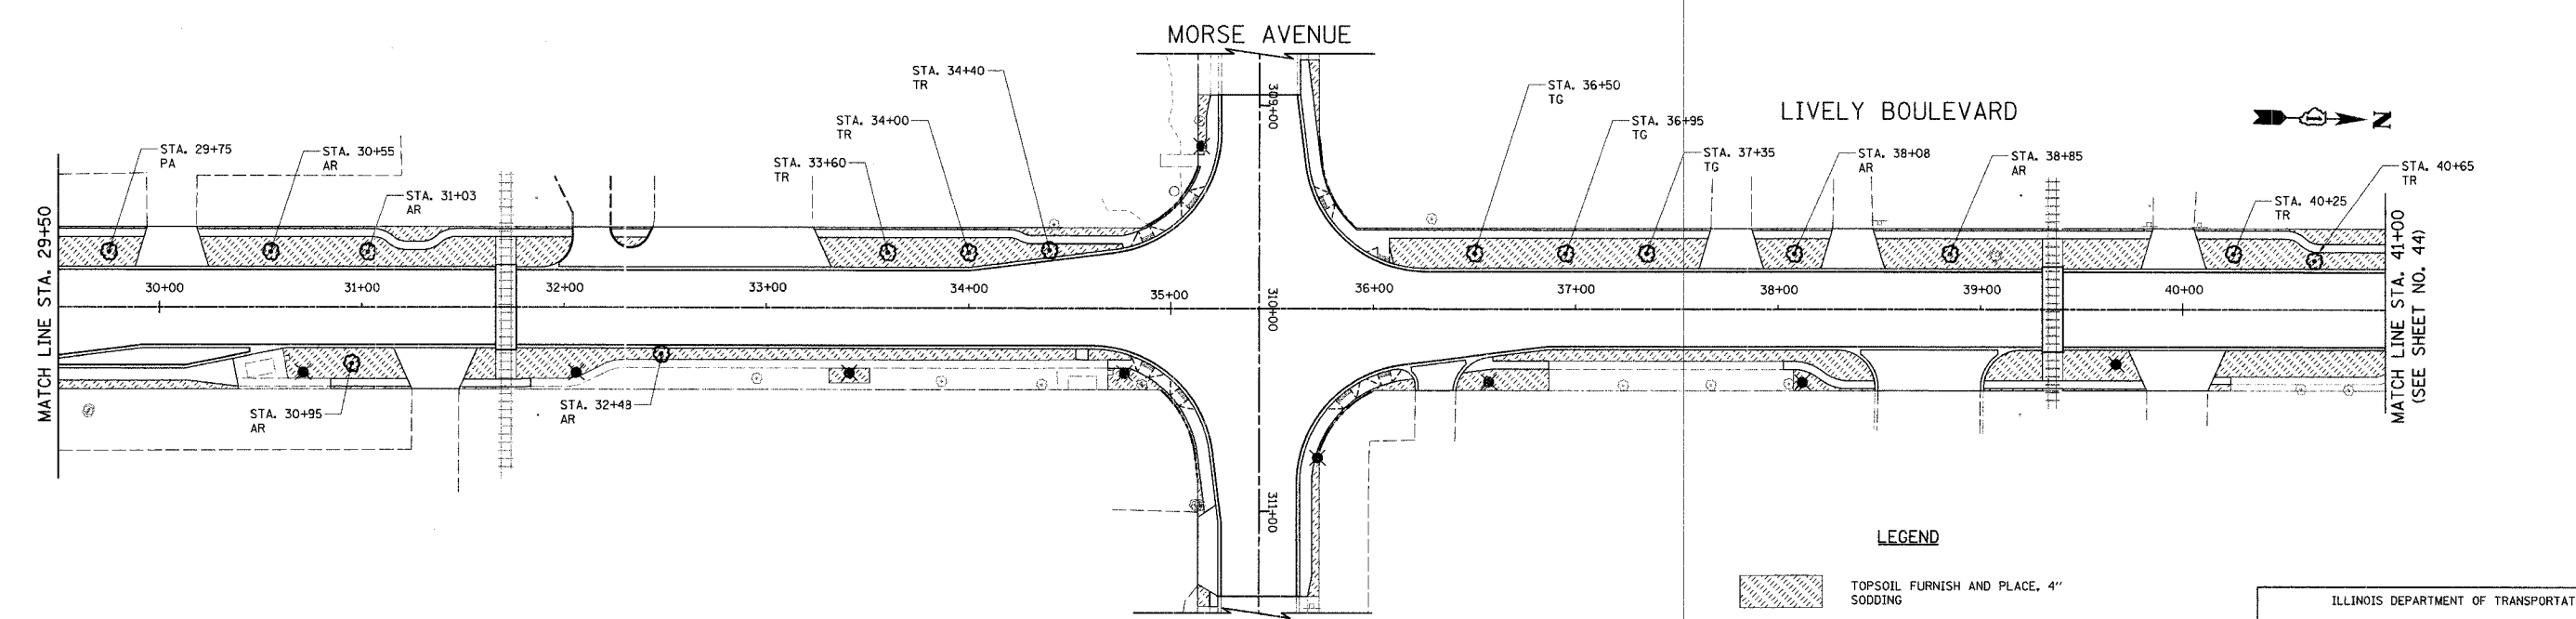 MORSE AVENUE
LIVELY BOULEVARD
N
STA. 29+75
PA
STA. 30+55
AR
STA. 31+03
AR
STA. 33+60
TR
STA. 34+00
TR
STA. 34+40
TR
STA. 36+50
TG
STA. 36+95
TG
STA. 37+35
TG
STA. 38+08
AR
STA. 38+85
AR
STA. 40+25
TR
STA. 40+65
TR
MATCH LINE STA. 29+50
30+00
31+00
32+00
33+00
34+00
35+00
36+00
37+00
38+00
39+00
40+00
309+00
310+00
311+00
MATCH LINE STA. 41+00
(SEE SHEET NO. 44)
STA. 30+95
AR
STA. 32+48
AR
LEGEND
TOPSOIL FURNISH AND PLACE, 4"
SODDING
ILLINOIS DEPARTMENT OF TRANSPORTAT